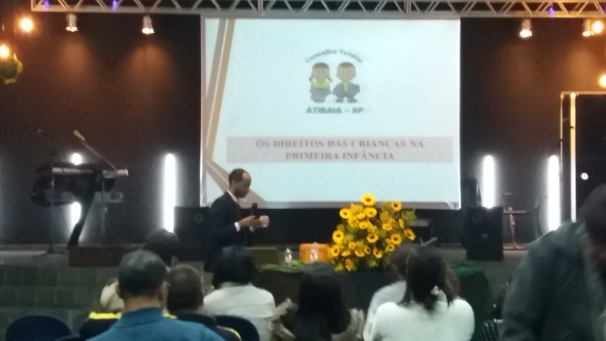 Conselho Tutelar
ATIBAIA - SP
OS DIREITOS DAS CRIANÇAS NA
PRIMEIRA INFÂNCIA